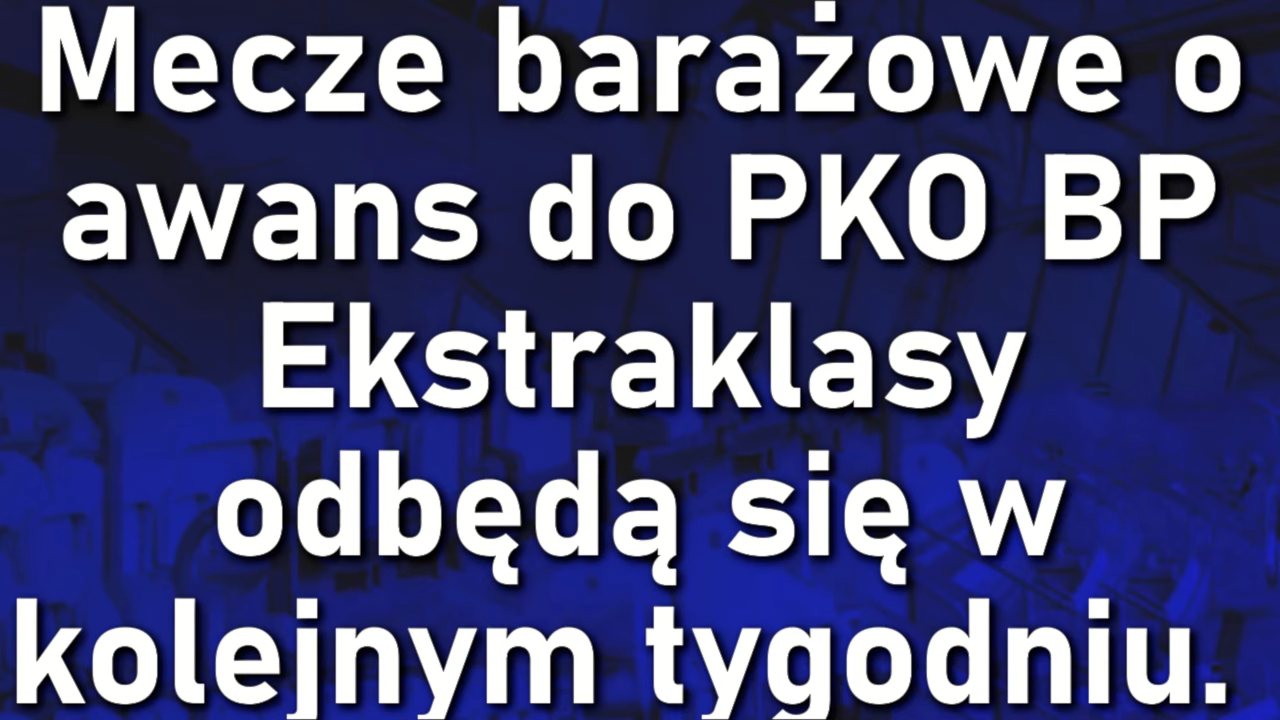 Mecze barażowe o
awans do PKO BP
Ekstraklasy
odbędą się w
kolejnym tygodniu.